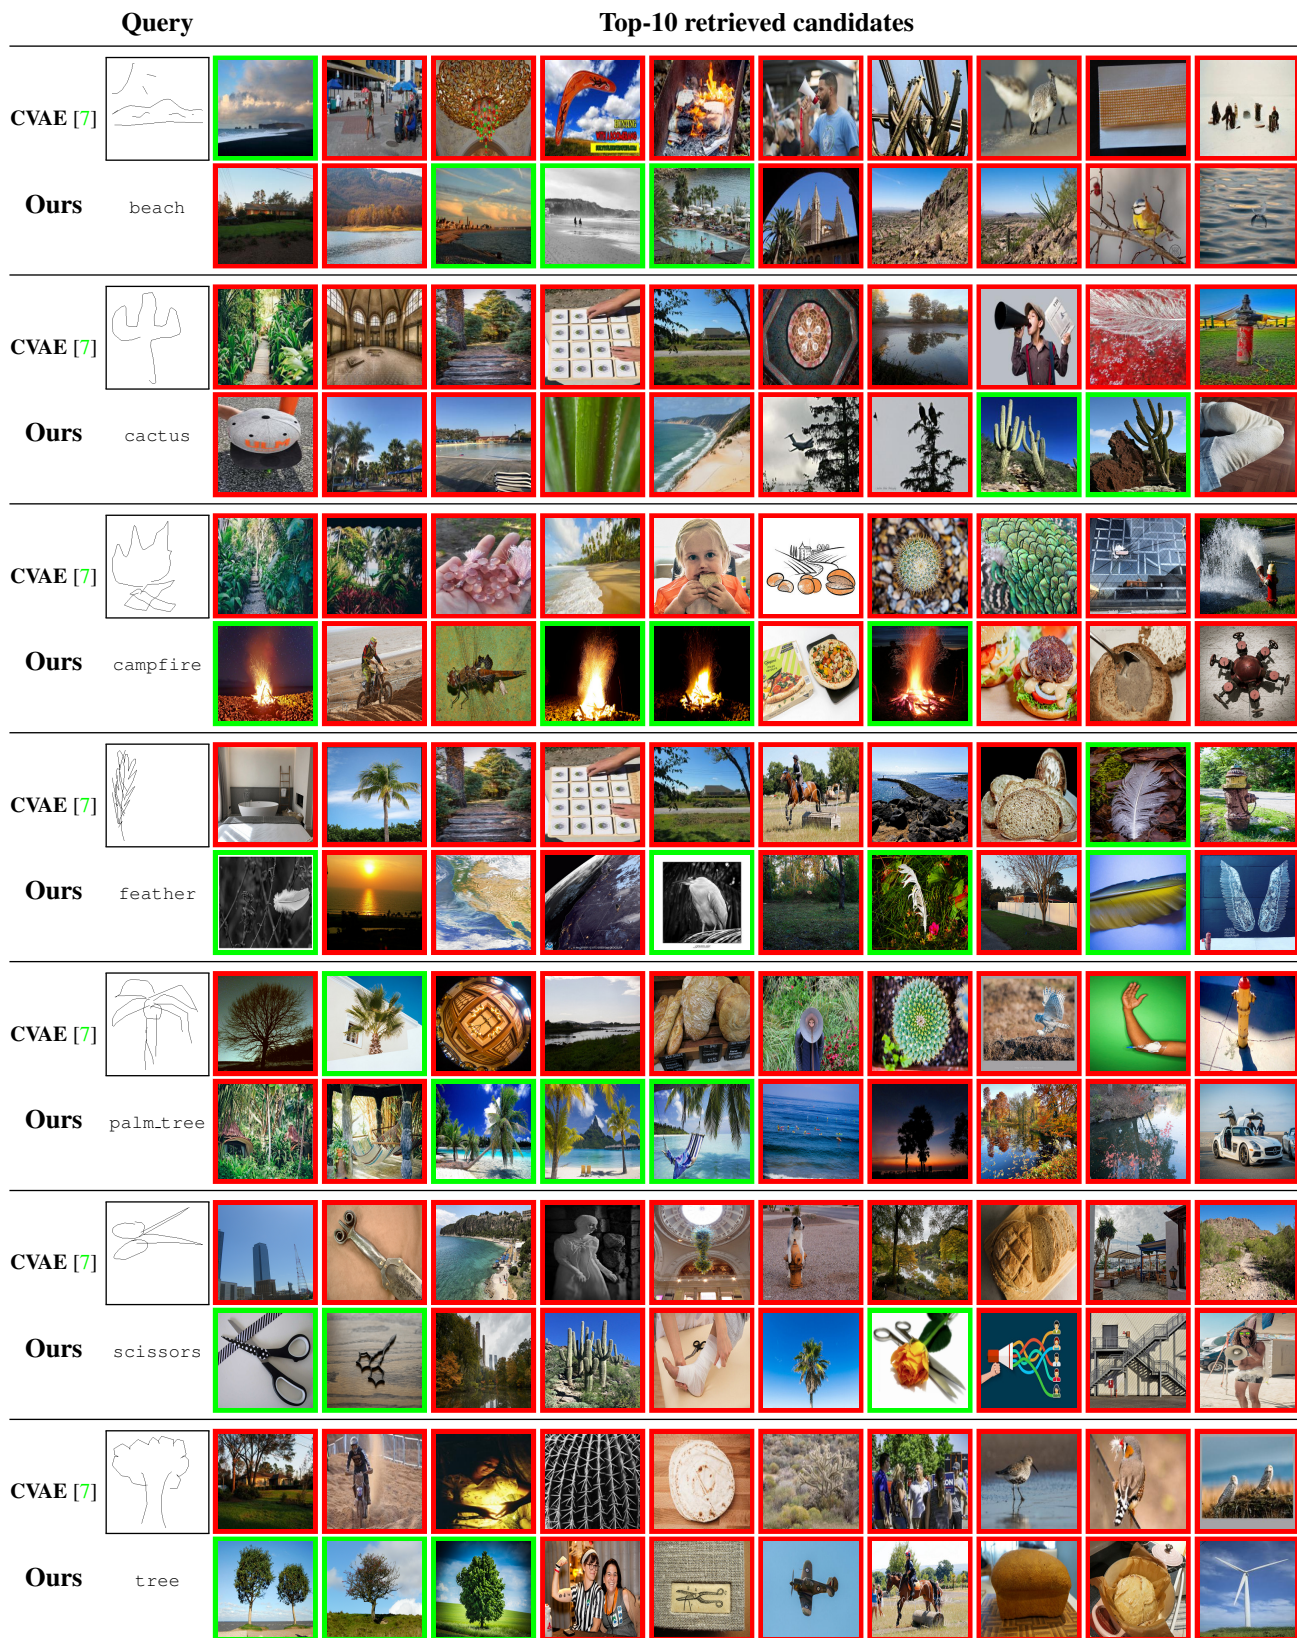 Query Top-10 retrieved candidates
CVAE [7]
Ours beach
CVAE [7]
Ours cactus
CVAE [7]
Ours campfire
CVAE [7]
Ours feather
CVAE [7]
Ours palm_tree
CVAE [7]
Ours scissors
CVAE [7]
Ours tree